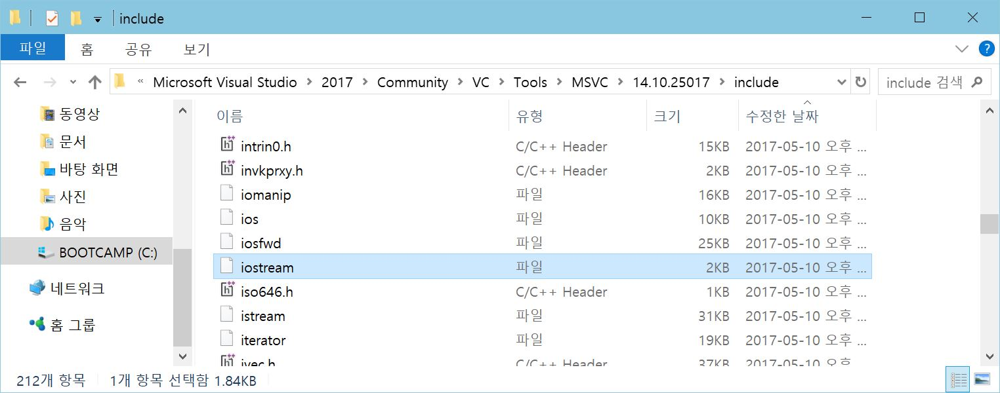 include
파일 홈 공유 보기
« Microsoft Visual Studio > 2017 > Community > VC > Tools > MSVC > 14.10.25017 > include
include 검색
동영상
문서
바탕 화면
사진
음악
BOOTCAMP (C:)
네트워크
홈 그룹
이름 유형 크기 수정한 날짜
intrin0.h C/C++ Header 15KB 2017-05-10 오후 ...
invkprxy.h C/C++ Header 2KB 2017-05-10 오후 ...
iomanip 파일 16KB 2017-05-10 오후 ...
ios 파일 10KB 2017-05-10 오후 ...
iosfwd 파일 25KB 2017-05-10 오후 ...
iostream 파일 2KB 2017-05-10 오후 ...
iso646.h C/C++ Header 1KB 2017-05-10 오후 ...
istream 파일 31KB 2017-05-10 오후 ...
iterator 파일 19KB 2017-05-10 오후 ...
ivec.h C/C++ Header 37KB 2017-05-10 오후 ...
212개 항목 1개 항목 선택함 1.84KB